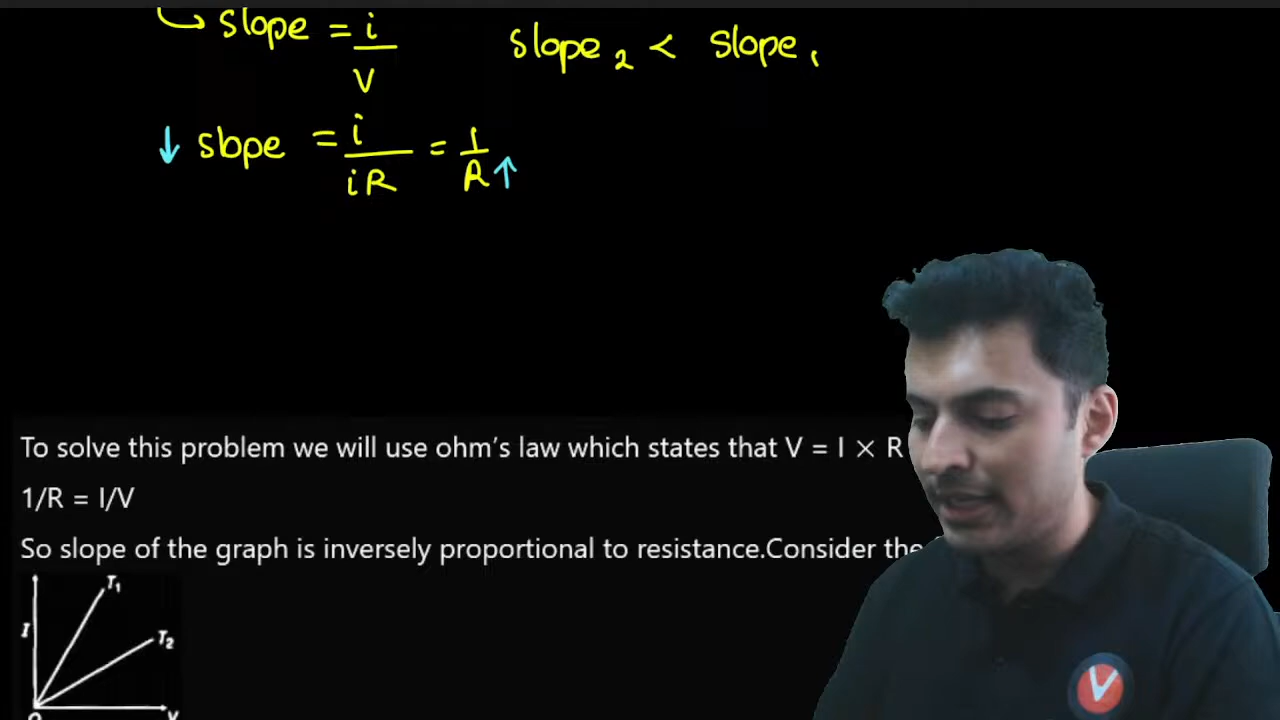 slope = i/V slope₂ < slope₁
↓ slope = i/iR = 1/R ↑
To solve this problem we will use ohm's law which states that V = I × R
1/R = I/V
So slope of the graph is inversely proportional to resistance.Consider the
T₁
I
T₂
O V
V